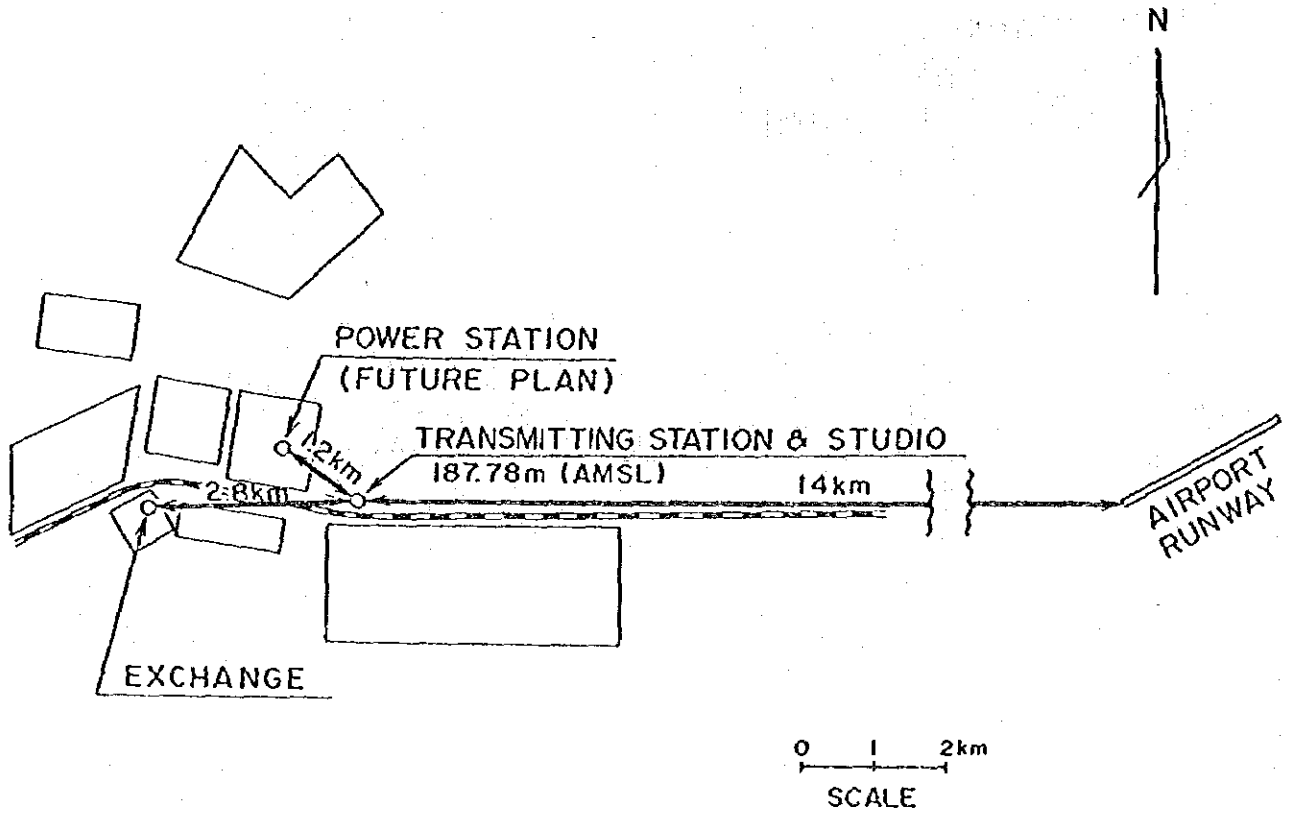 N
POWER STATION
(FUTURE PLAN)
1.2km
TRANSMITTING STATION & STUDIO
187.78m (AMSL)
14km
2.8km
AIRPORT
RUNWAY
EXCHANGE
0 1 2km
SCALE